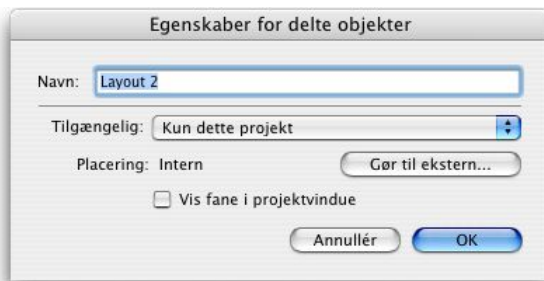 Egenskaber for delte objekter
Navn: Layout 2
Tilgængelig: Kun dette projekt
Placering: Intern Gør til ekstern...
Vis fane i projektvindue
Annullér OK